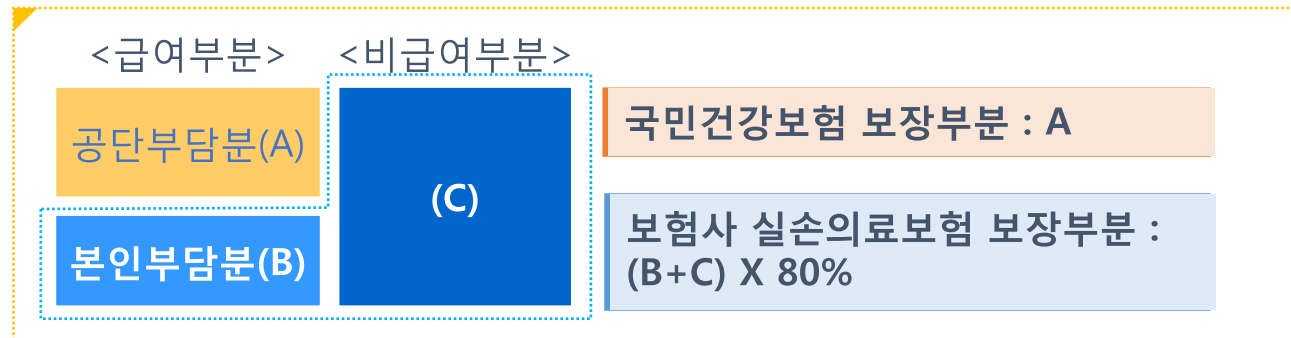 <급여부분>
<비급여부분>
공단부담분(A)
본인부담분(B)
(C)
국민건강보험 보장부분 : A
보험사 실손의료보험 보장부분 :
(B+C) X 80%